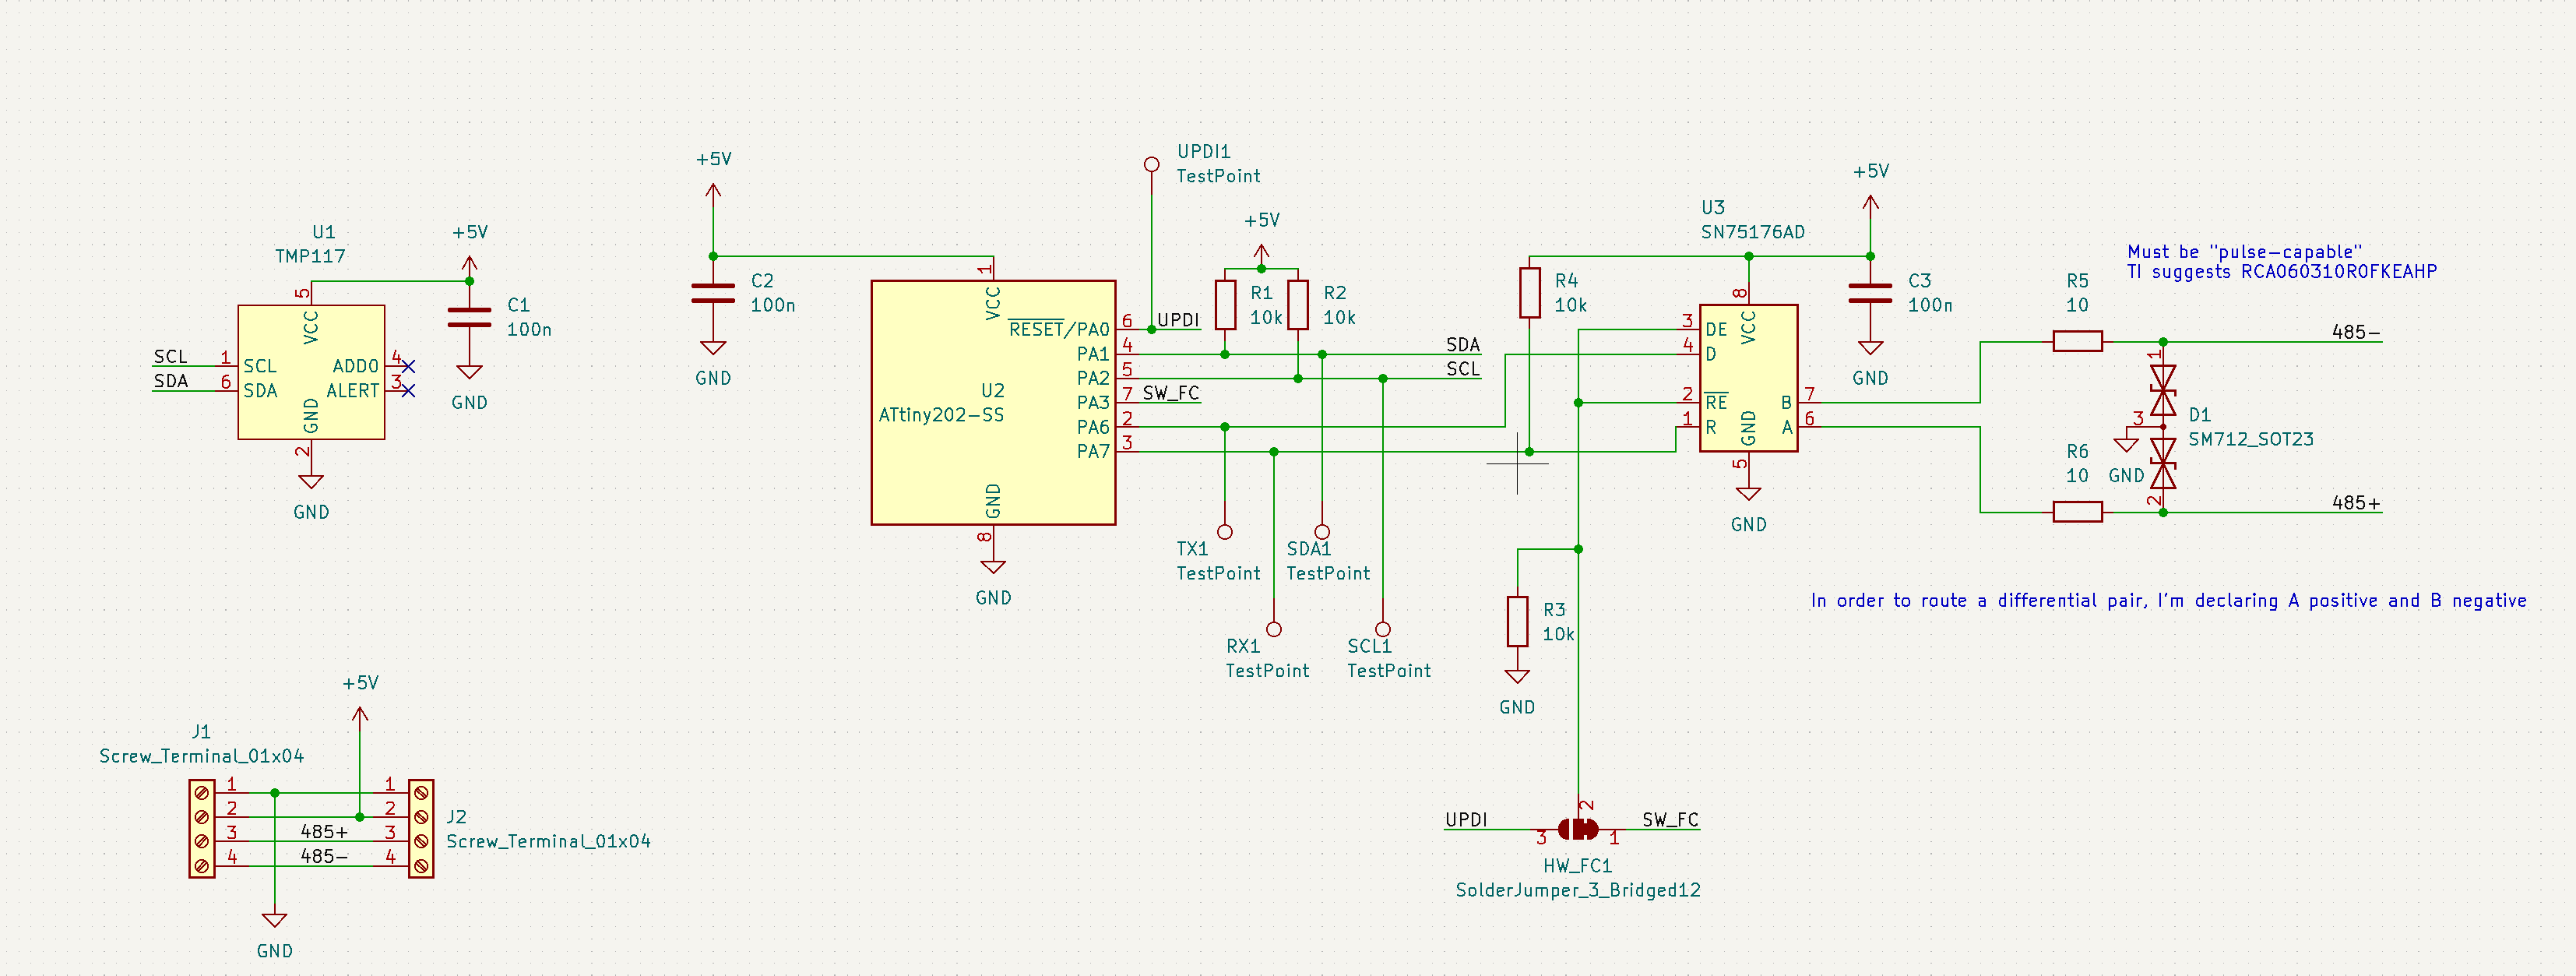 U1
TMP117
+5V
5
VCC
C1
100n
SCL
1
SCL
ADD0
4
SDA
6
SDA
ALERT
3
GND
2
GND
GND
+5V
C2
100n
GND
1
VCC
U2
ATtiny202-SS
RESET/PA0
6
UPDI
PA1
4
SDA
PA2
5
SCL
PA3
7
SW_FC
PA6
2
PA7
3
GND
8
GND
UPDI1
TestPoint
+5V
R1
10k
R2
10k
TX1
TestPoint
SDA1
TestPoint
RX1
TestPoint
SCL1
TestPoint
R4
10k
U3
SN75176AD
+5V
8
VCC
3
DE
4
D
2
RE
1
R
B
7
A
6
GND
5
GND
C3
100n
GND
R3
10k
GND
Must be "pulse-capable"
TI suggests RCA060310R0FKEAHP
R5
10
485-
1
3
D1
SM712_SOT23
GND
R6
10
2
485+
In order to route a differential pair, I'm declaring A positive and B negative
+5V
J1
Screw_Terminal_01x04
1
1
2
2
3
485+
3
4
485-
4
J2
Screw_Terminal_01x04
GND
2
UPDI
3
1
SW_FC
HW_FC1
SolderJumper_3_Bridged12